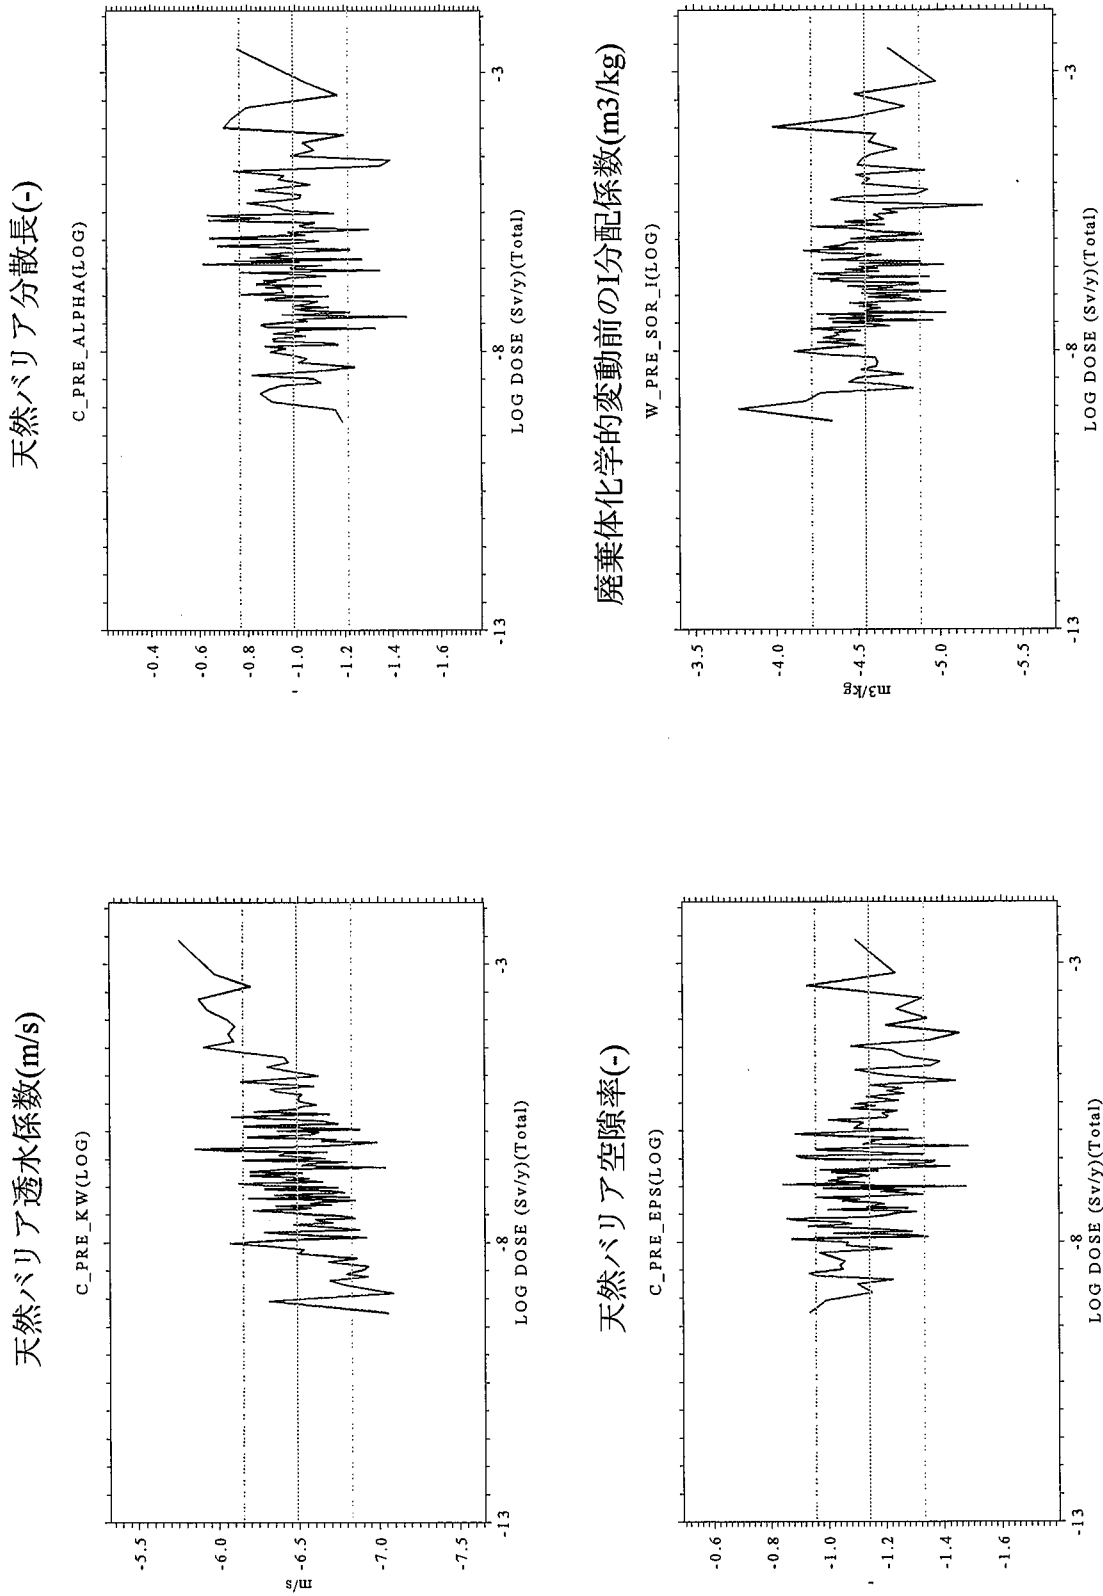 天然バリア透水係数(m/s)
C_PRE_KW(LOG)
-5.5
-6.0
-6.5
-7.0
-7.5
m/s
-13
-8
-3
LOG DOSE (Sv/y)(Total)
天然バリア分散長(-)
C_PRE_ALPHA(LOG)
-0.4
-0.6
-0.8
-1.0
-1.2
-1.4
-1.6
-
-13
-8
-3
LOG DOSE (Sv/y)(Total)
天然バリア空隙率(-)
C_PRE_EPS(LOG)
-0.6
-0.8
-1.0
-1.2
-1.4
-1.6
-
-13
-8
-3
LOG DOSE (Sv/y)(Total)
廃棄体化学的変動前のI分配係数(m3/kg)
W_PRE_SOR_I(LOG)
-3.5
-4.0
-4.5
-5.0
-5.5
m3/kg
-13
-8
-3
LOG DOSE (Sv/y)(Total)